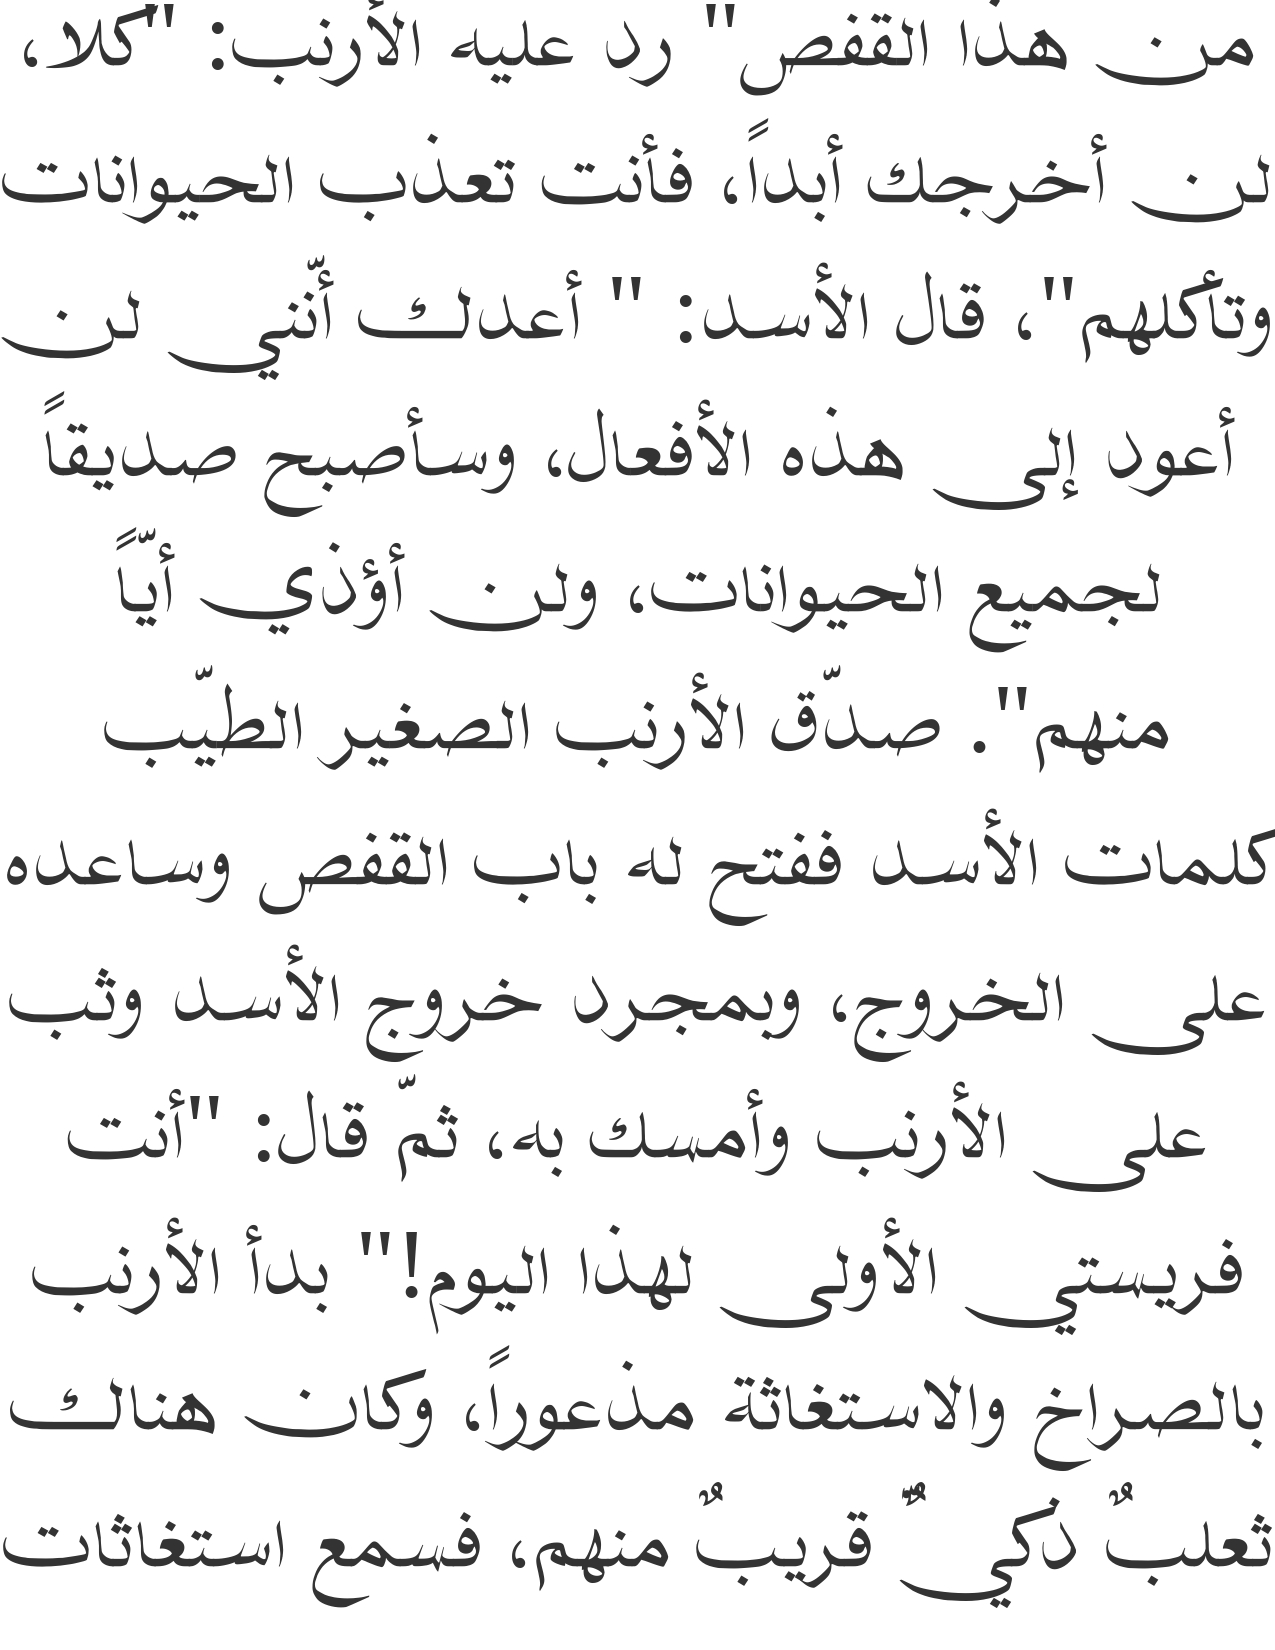 من هذا القفص" رد عليه الأرنب: "كلا،
لن أخرجك أبداً، فأنت تعذب الحيوانات
وتأكلهم"، قال الأسد: " أعدلك أنّني لن
أعود إلى هذه الأفعال، وسأصبح صديقاً
لجميع الحيوانات، ولن أؤذي أيّاً
منهم". صدّق الأرنب الصغير الطيّب
كلمات الأسد ففتح له باب القفص وساعده
على الخروج، وبمجرد خروج الأسد وثب
على الأرنب وأمسك به، ثمّ قال: "أنت
فريستي الأولى لهذا اليوم!" بدأ الأرنب
بالصراخ والاستغاثة مذعوراً، وكان هنالك
ثعلبٌ ذكيٌّ قريبٌ منهم، فسمع استغاثات